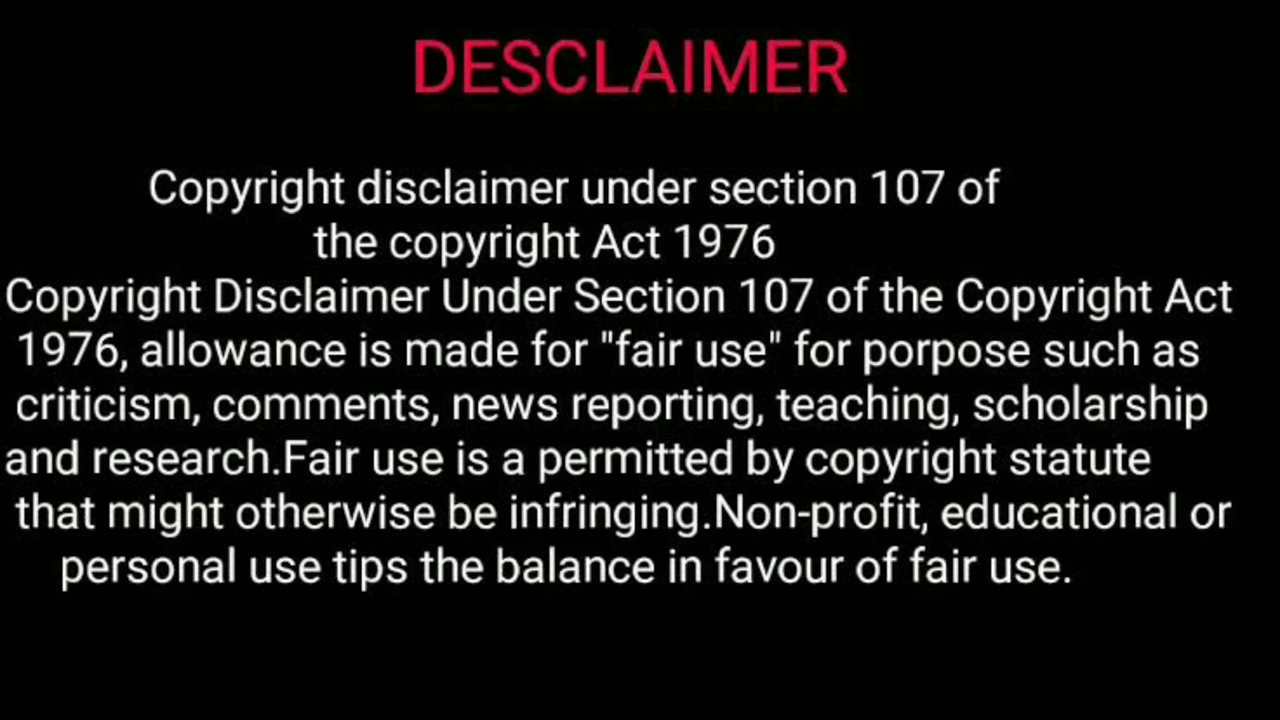 DESCLAIMER
Copyright disclaimer under section 107 of
the copyright Act 1976
Copyright Disclaimer Under Section 107 of the Copyright Act
1976, allowance is made for "fair use" for porpose such as
criticism, comments, news reporting, teaching, scholarship
and research.Fair use is a permitted by copyright statute
that might otherwise be infringing.Non-profit, educational or
personal use tips the balance in favour of fair use.